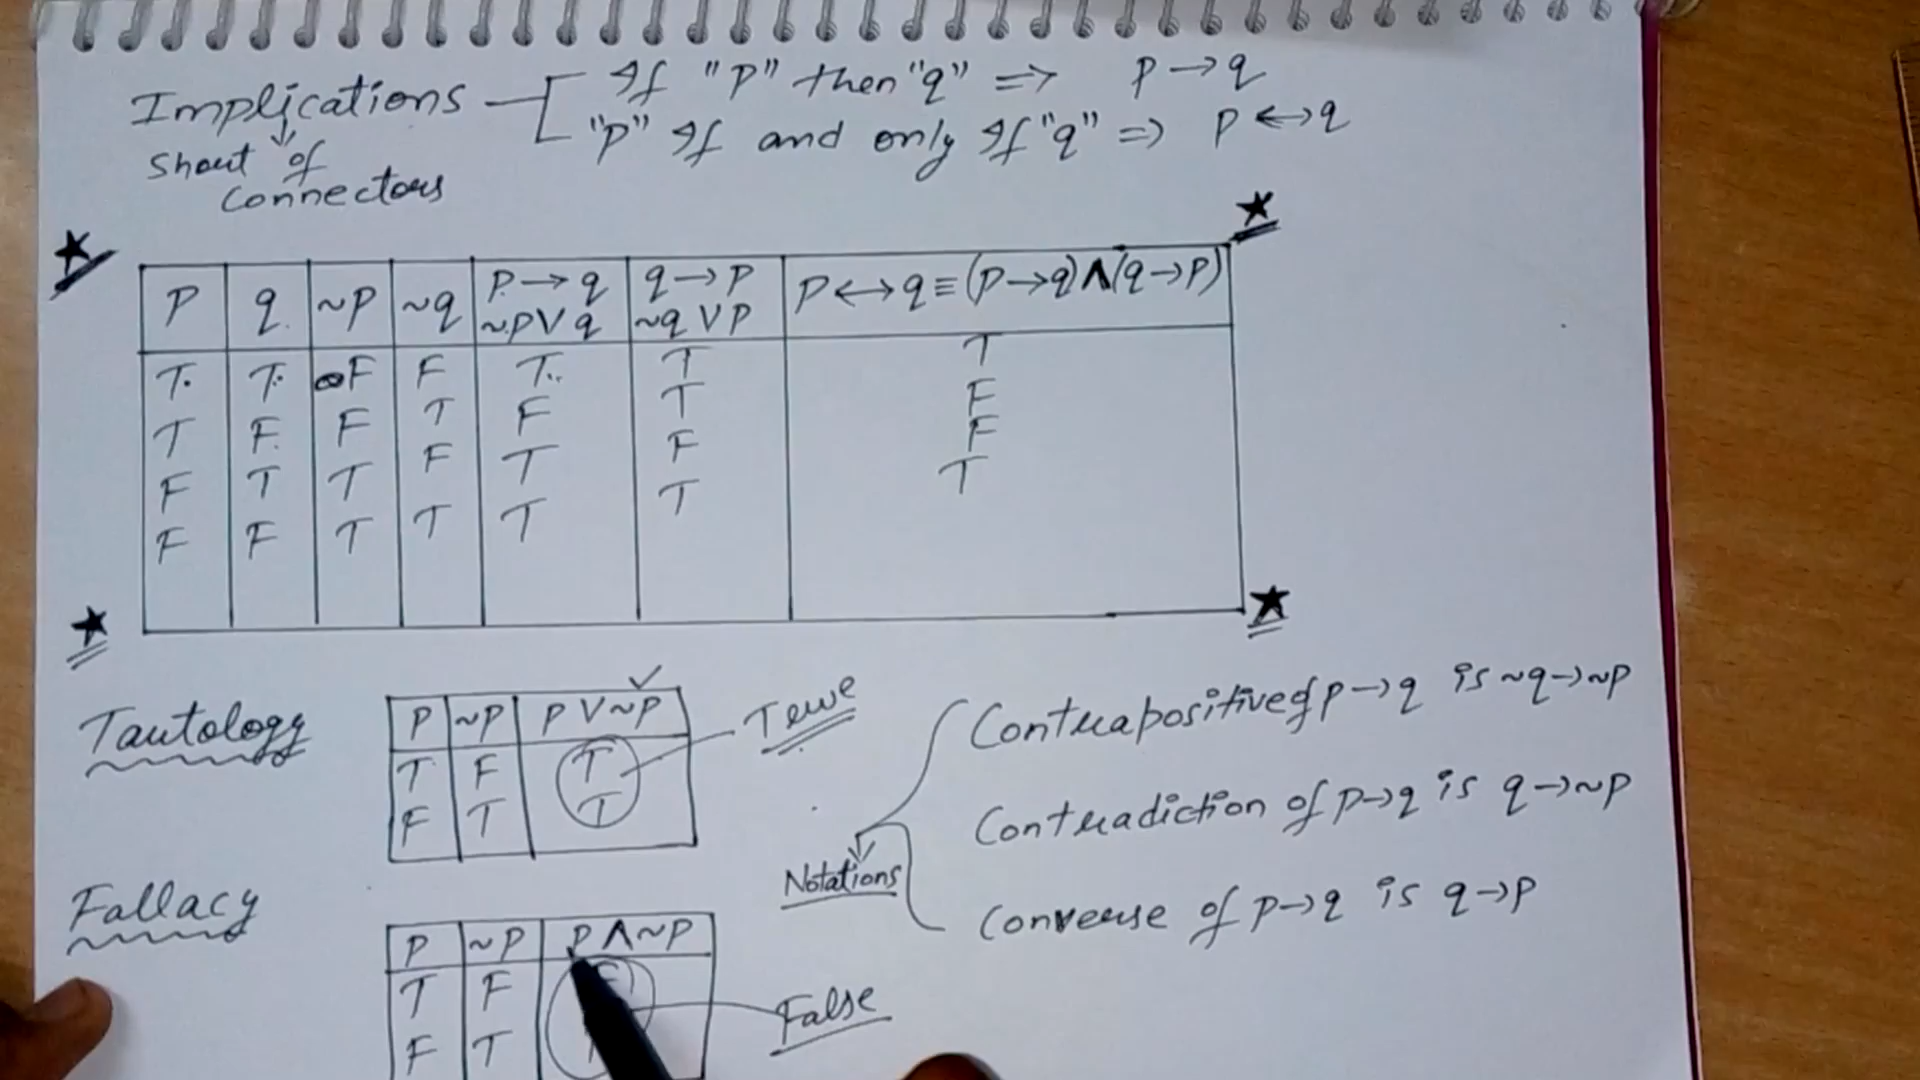 Implications
If "p" then "q" => p → q
"p" If and only If "q" => p ↔ q
Short of
Connectors
p q ~p ~q p → q q → p p ↔ q ≡ (p → q) ∧ (q → p)
~p ∨ q ~q ∨ p
T T F F T T T
T F F T F T F
F T T F T F F
F F T T T T T
Tautology
p ~p p ∨ ~p
T F T
F T T
True
Notations
Contrapositive of p → q is ~q → ~p
Contradiction of p → q is q → ~p
Converse of p → q is q → p
Fallacy
p ~p p ∧ ~p
T F F
F T
False